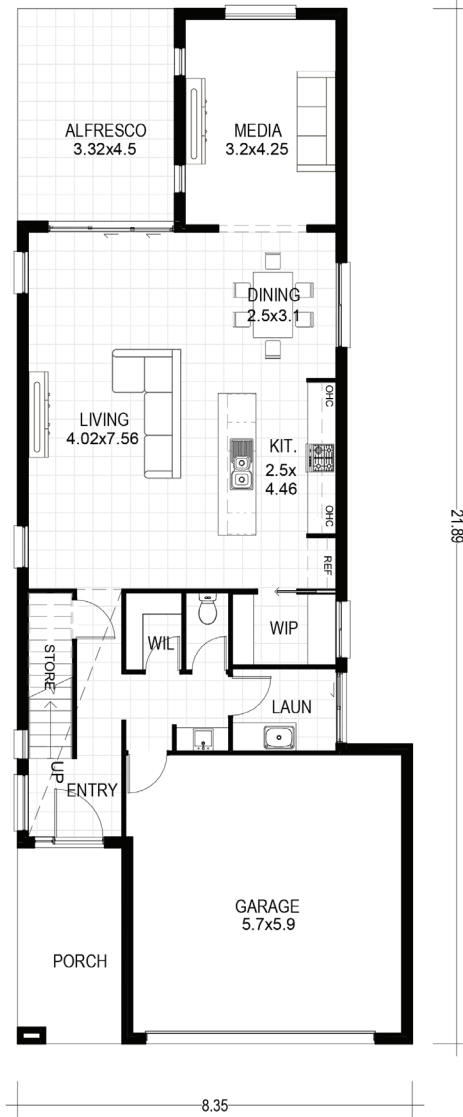 ALFRESCO
3.32x4.5
MEDIA
3.2x4.25
DINING
2.5x3.1
OHC
LIVING
4.02x7.56
KIT.
2.5x
4.46
OHC
21.89
REF
WIL
WIP
STORE
LAUN
UP
ENTRY
GARAGE
5.7x5.9
PORCH
8.35